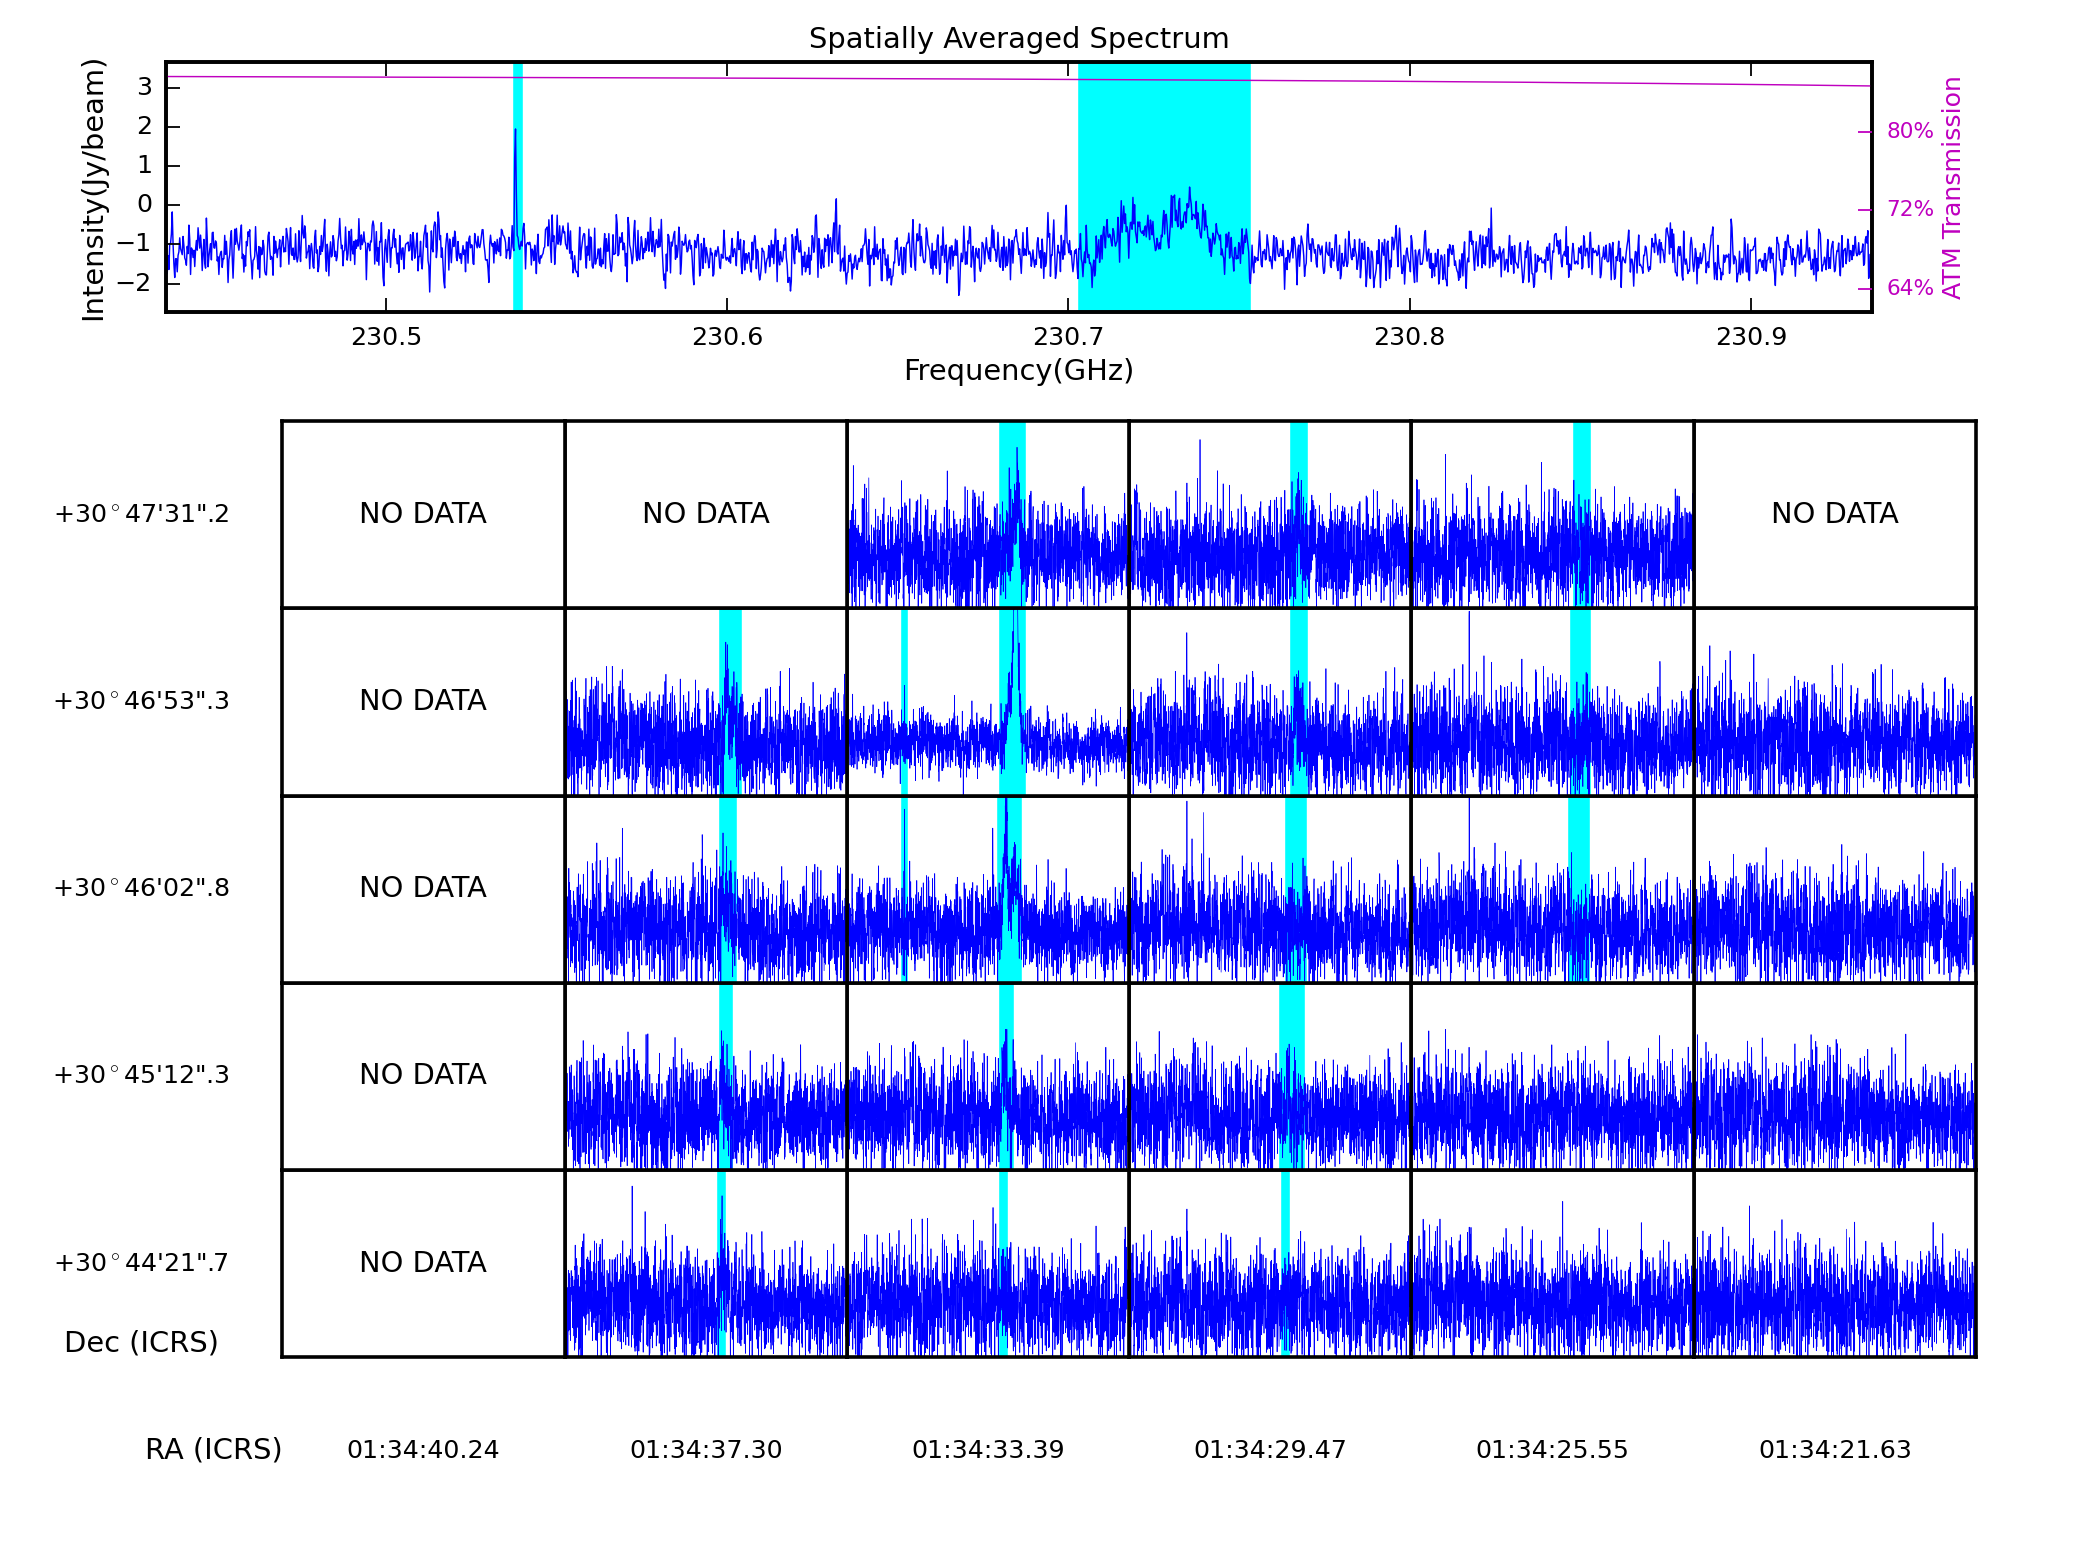 Spatially Averaged Spectrum
Intensity(Jy/beam)
3
2
1
0
−1
−2
80%
72%
64%
ATM Transmission
230.5 230.6 230.7 230.8 230.9
Frequency(GHz)
+30°47'31".2 NO DATA NO DATA NO DATA
+30°46'53".3 NO DATA
+30°46'02".8 NO DATA
+30°45'12".3 NO DATA
+30°44'21".7 NO DATA
Dec (ICRS)
RA (ICRS) 01:34:40.24 01:34:37.30 01:34:33.39 01:34:29.47 01:34:25.55 01:34:21.63